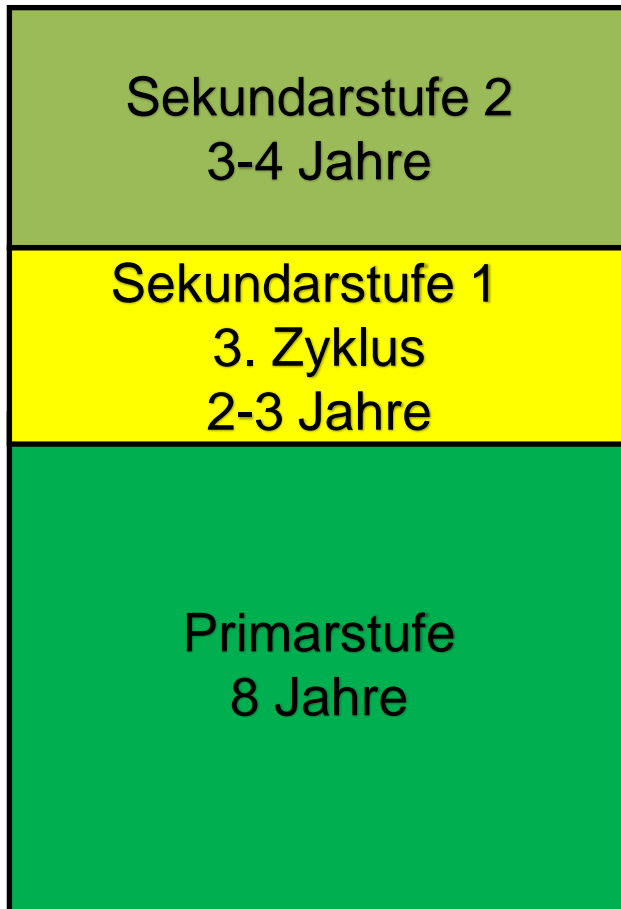 Sekundarstufe 2
3-4 Jahre
Sekundarstufe 1
3. Zyklus
2-3 Jahre
Primarstufe
8 Jahre